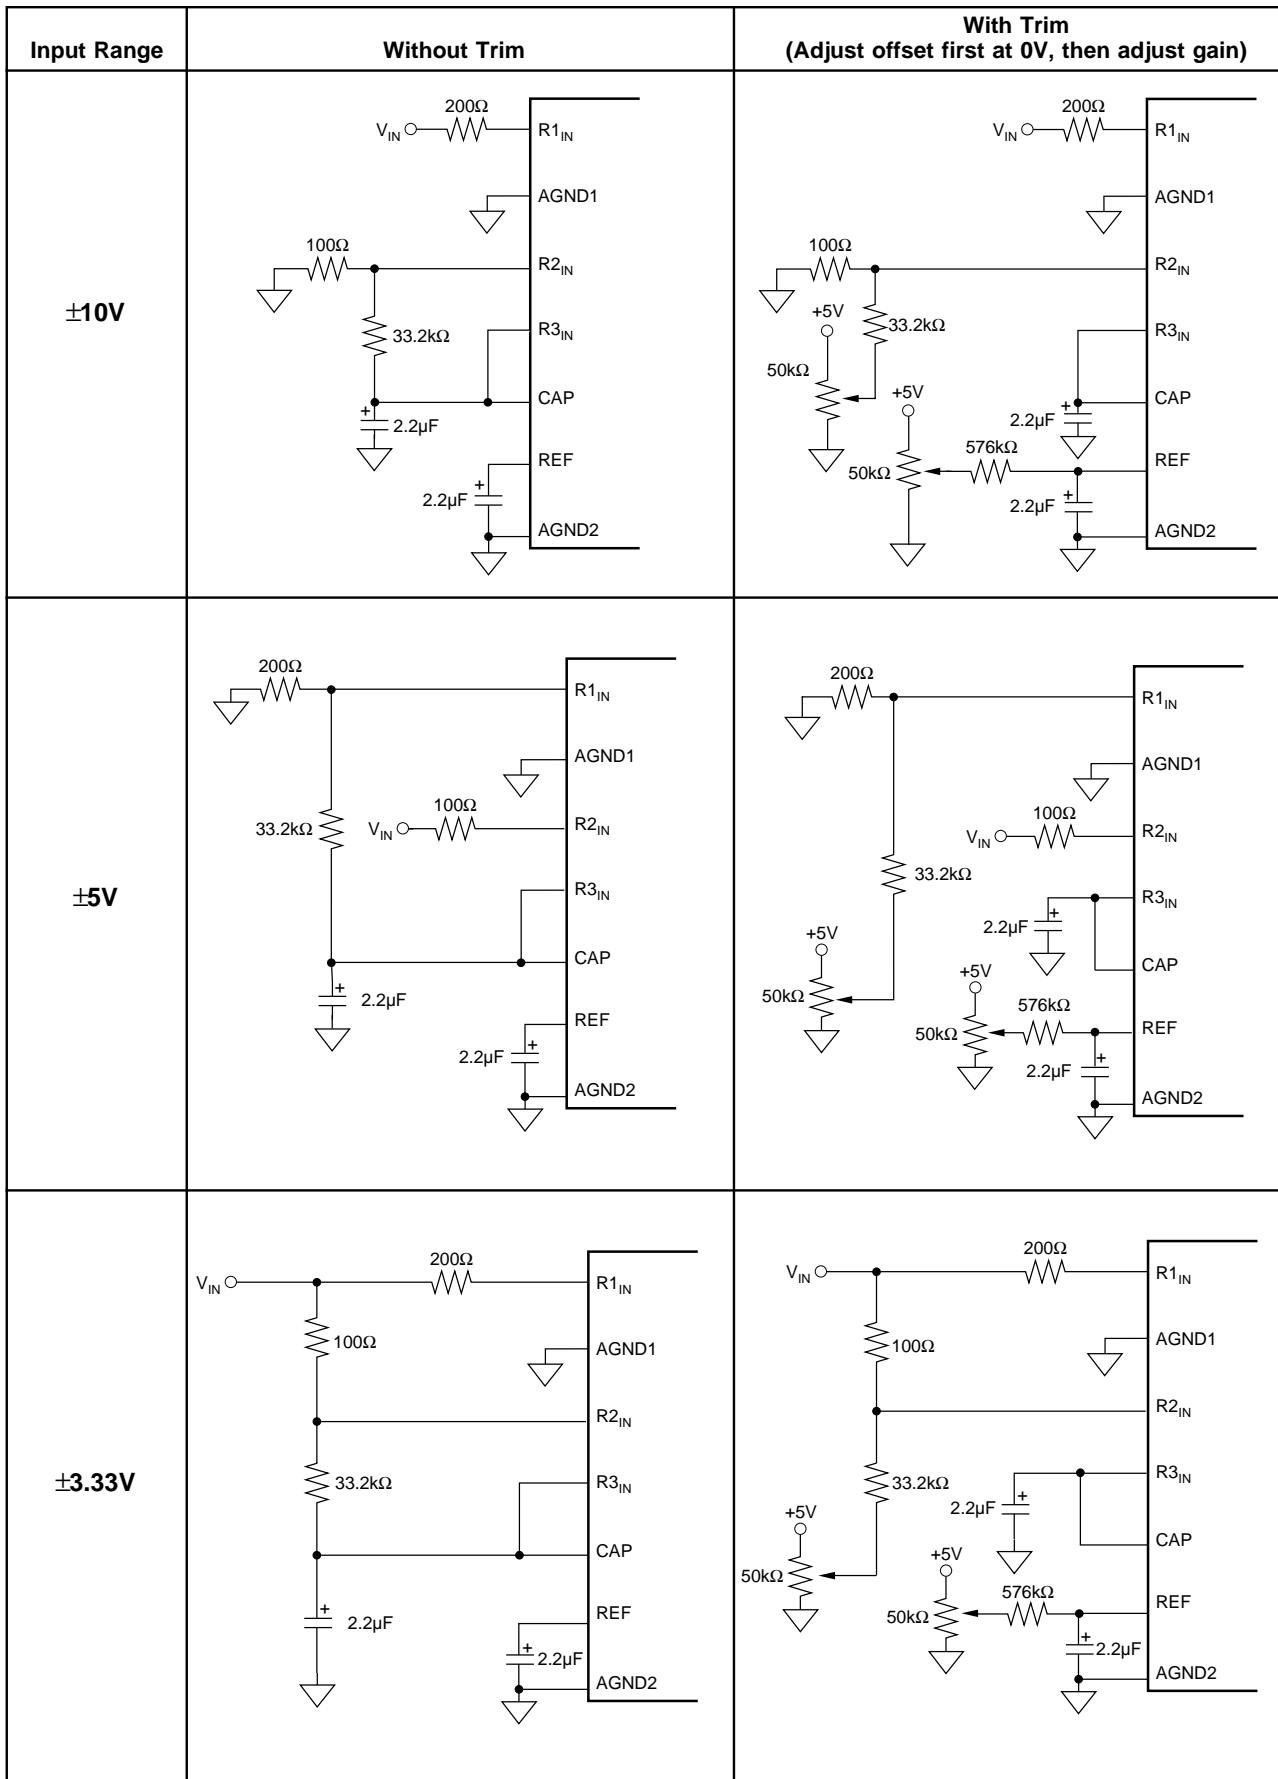 Input Range
Without Trim
With Trim
(Adjust offset first at 0V, then adjust gain)
±10V
200Ω
V_IN
R1_IN
AGND1
100Ω
R2_IN
33.2kΩ
R3_IN
CAP
2.2µF
REF
2.2µF
AGND2
200Ω
V_IN
R1_IN
AGND1
100Ω
R2_IN
+5V
33.2kΩ
R3_IN
50kΩ
+5V
CAP
2.2µF
576kΩ
REF
50kΩ
2.2µF
AGND2
±5V
200Ω
R1_IN
AGND1
100Ω
33.2kΩ
V_IN
R2_IN
R3_IN
CAP
2.2µF
REF
2.2µF
AGND2
200Ω
R1_IN
AGND1
100Ω
V_IN
R2_IN
33.2kΩ
R3_IN
2.2µF
+5V
CAP
+5V
50kΩ
576kΩ
50kΩ
REF
2.2µF
AGND2
±3.33V
200Ω
V_IN
R1_IN
100Ω
AGND1
R2_IN
33.2kΩ
R3_IN
CAP
2.2µF
REF
2.2µF
AGND2
200Ω
V_IN
R1_IN
100Ω
AGND1
R2_IN
33.2kΩ
R3_IN
2.2µF
+5V
CAP
+5V
50kΩ
576kΩ
50kΩ
REF
2.2µF
AGND2